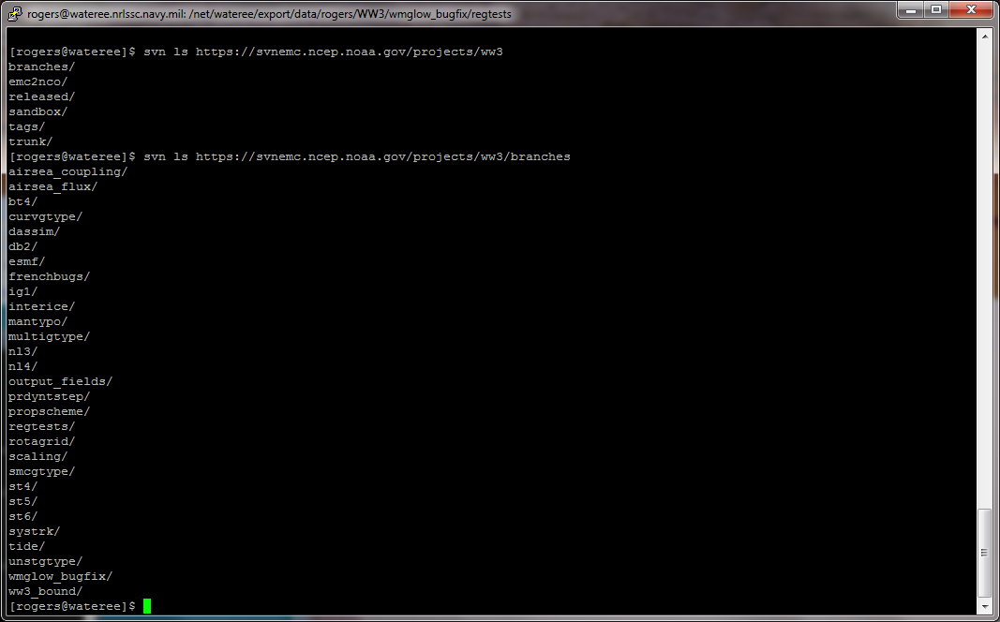 rogers@wateree.nrlssc.navy.mil: /net/wateree/export/data/rogers/WW3/wmglow_bugfix/regtests
[rogers@wateree]$ svn ls https://svnemc.ncep.noaa.gov/projects/ww3
branches/
emc2nco/
released/
sandbox/
tags/
trunk/
[rogers@wateree]$ svn ls https://svnemc.ncep.noaa.gov/projects/ww3/branches
airsea_coupling/
airsea_flux/
bt4/
curvgtype/
dassim/
db2/
esmf/
frenchbugs/
ig1/
interice/
mantypo/
multigtype/
nl3/
nl4/
output_fields/
prdyntstep/
propscheme/
regtests/
rotagrid/
scaling/
smcgtype/
st4/
st5/
st6/
systrk/
tide/
unstgtype/
wmglow_bugfix/
ww3_bound/
[rogers@wateree]$